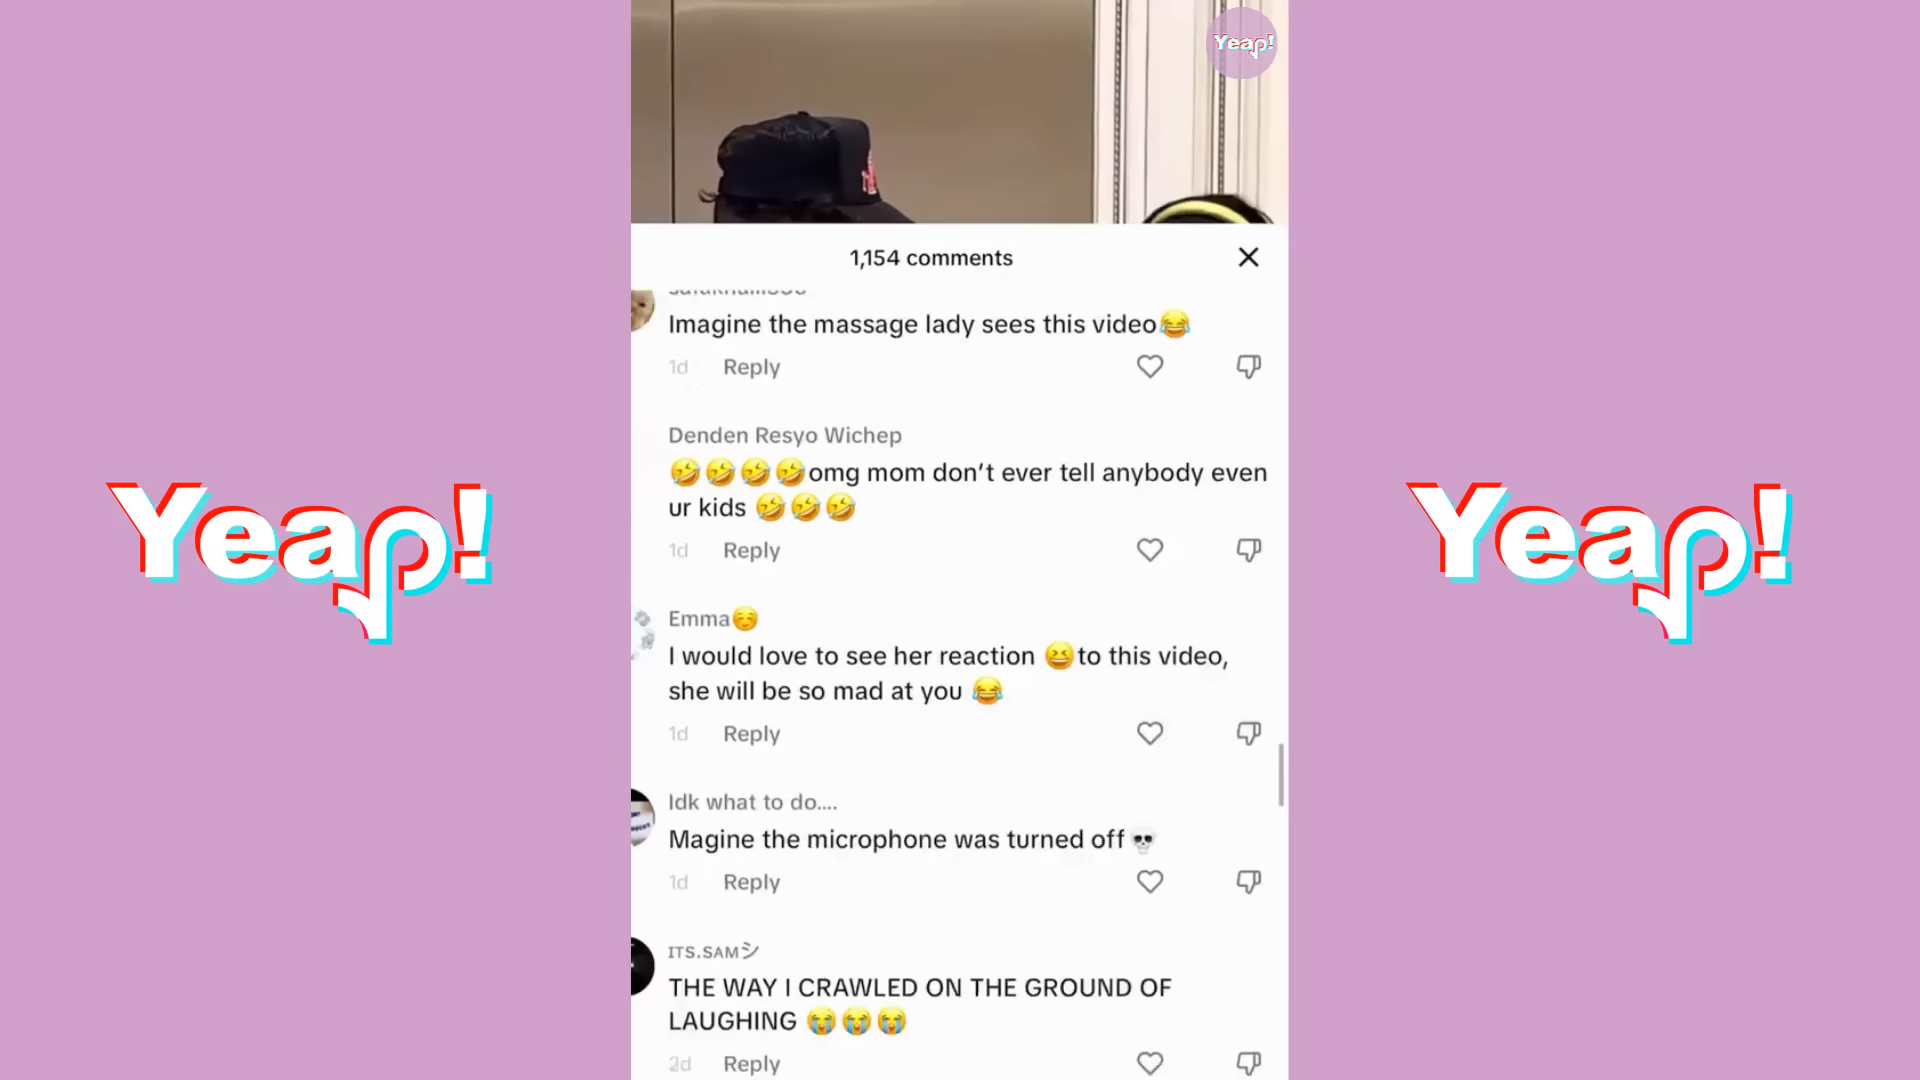 Yeap!
1,154 comments
Imagine the massage lady sees this video😂
1d Reply
Denden Resyo Wichep
🤣🤣🤣🤣omg mom don’t ever tell anybody even
ur kids 🤣🤣🤣
1d Reply
Emma☺️
I would love to see her reaction 😆to this video,
she will be so mad at you 😂
1d Reply
Idk what to do....
Magine the microphone was turned off💀
1d Reply
ITS.SAMシ
THE WAY I CRAWLED ON THE GROUND OF
LAUGHING 😭😭😭
2d Reply
Yeap!
Yeap!